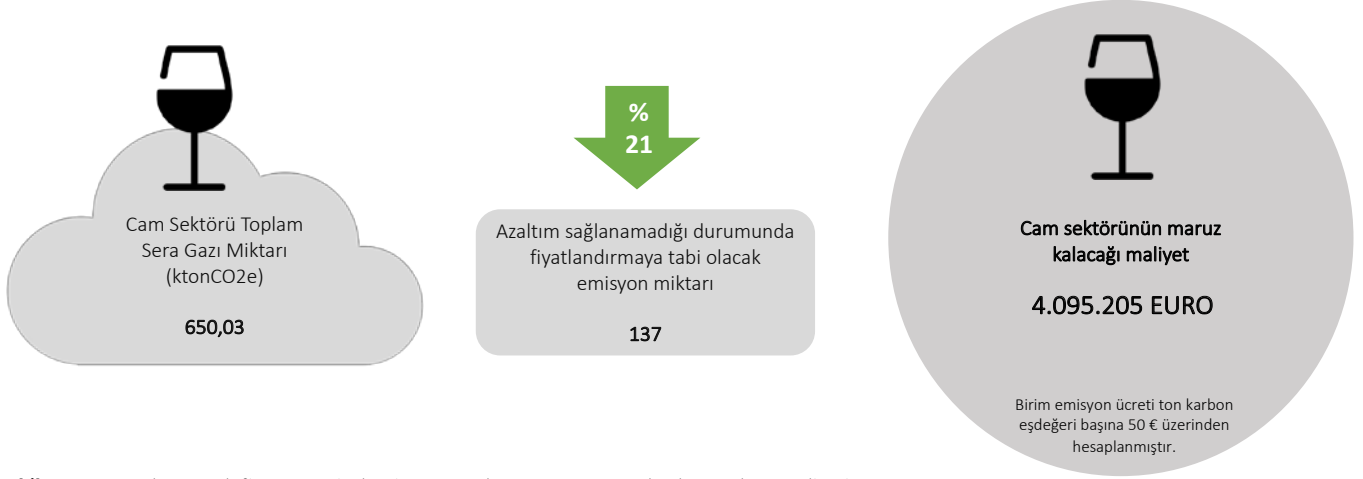 Cam Sektörü Toplam
Sera Gazı Miktarı
(ktonCO2e)
650,03
%
21
Azaltım sağlanamadığı durumunda
fiyatlandırmaya tabi olacak
emisyon miktarı
137
Cam sektörünün maruz
kalacağı maliyet
4.095.205 EURO
Birim emisyon ücreti ton karbon
eşdeğeri başına 50 € üzerinden
hesaplanmıştır.